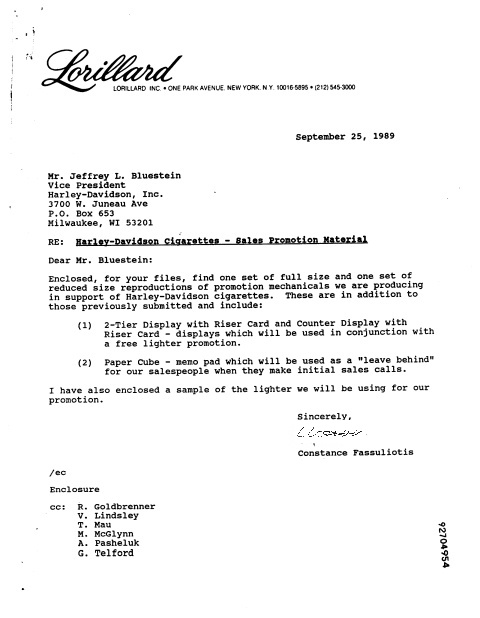 Lorillard
LORILLARD INC. • ONE PARK AVENUE, NEW YORK, N.Y. 10016-5895 • (212) 545-3000
September 25, 1989
Mr. Jeffrey L. Bluestein
Vice President
Harley-Davidson, Inc.
3700 W. Juneau Ave
P.O. Box 653
Milwaukee, WI 53201
RE: Harley-Davidson Cigarettes - Sales Promotion Material
Dear Mr. Bluestein:
Enclosed, for your files, find one set of full size and one set of
reduced size reproductions of promotion mechanicals we are producing
in support of Harley-Davidson cigarettes. These are in addition to
those previously submitted and include:
(1) 2-Tier Display with Riser Card and Counter Display with
Riser Card - displays which will be used in conjunction with
a free lighter promotion.
(2) Paper Cube - memo pad which will be used as a "leave behind"
for our salespeople when they make initial sales calls.
I have also enclosed a sample of the lighter we will be using for our
promotion.
Sincerely,
Constance Fassuliotis
/ec
Enclosure
cc: R. Goldbrenner
V. Lindsley
T. Mau
M. McGlynn
A. Pasheluk
G. Telford
92704954